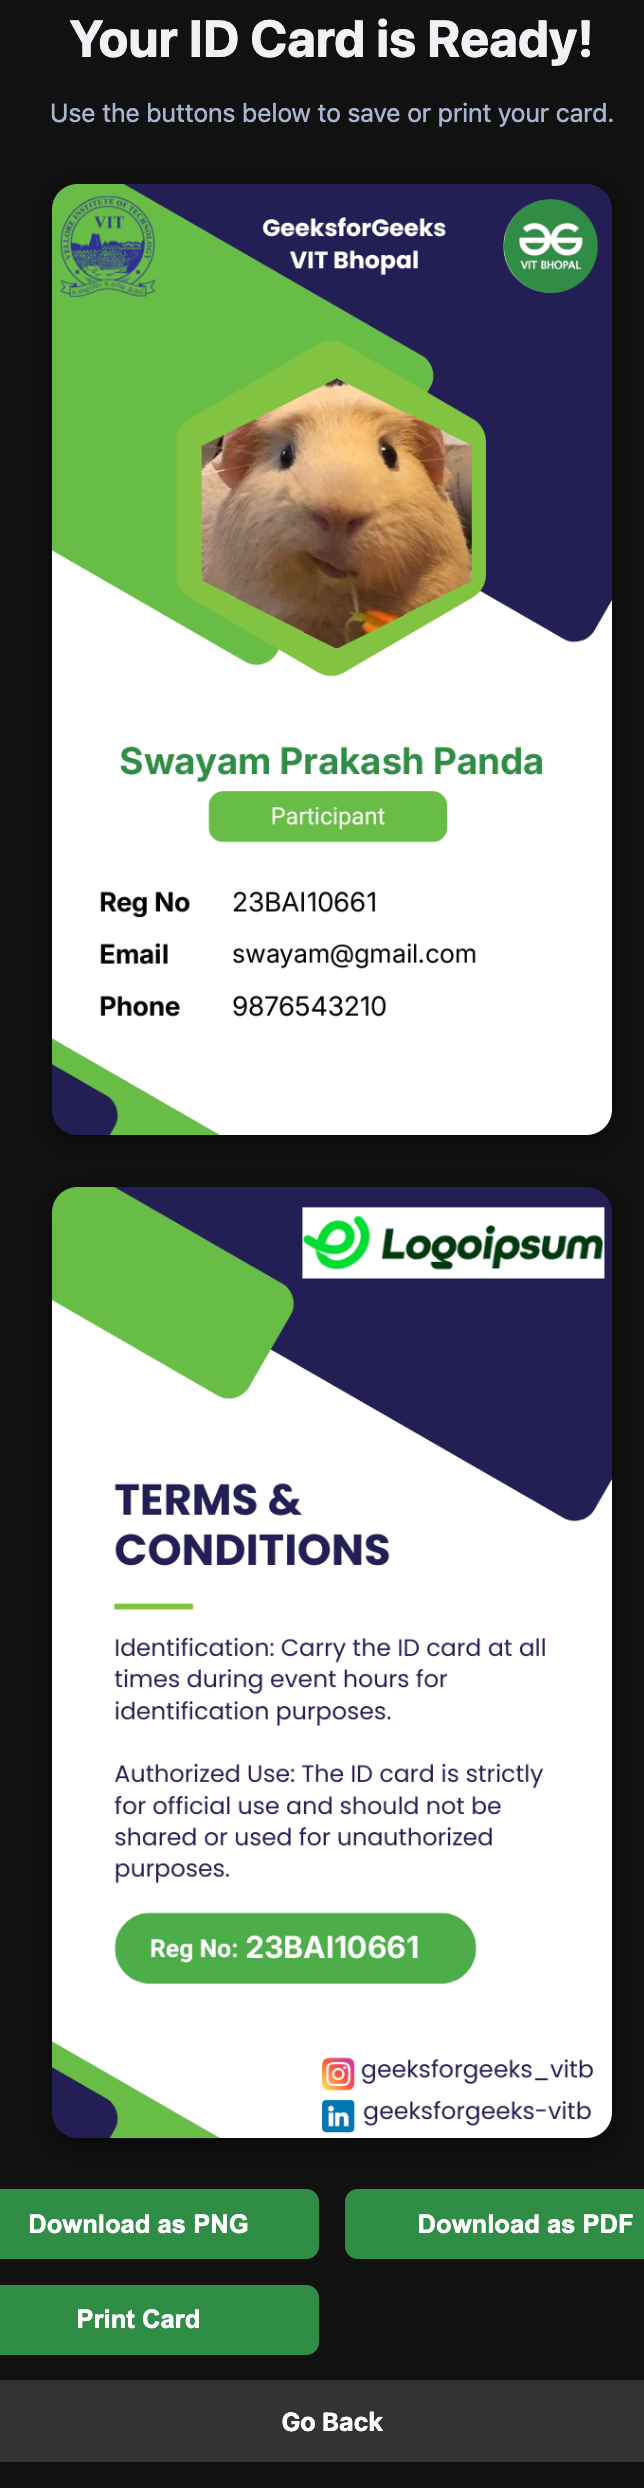 Your ID Card is Ready!
Use the buttons below to save or print your card.
VELLORE INSTITUTE OF TECHNOLOGY
VIT
GeeksforGeeks
VIT Bhopal
VIT BHOPAL
Swayam Prakash Panda
Participant
Reg No 23BAI10661
Email swayam@gmail.com
Phone 9876543210
Logoipsum
TERMS &
CONDITIONS
Identification: Carry the ID card at all
times during event hours for
identification purposes.
Authorized Use: The ID card is strictly
for official use and should not be
shared or used for unauthorized
purposes.
Reg No: 23BAI10661
geeksforgeeks_vitb
in geeksforgeeks-vitb
Download as PNG
Download as PDF
Print Card
Go Back